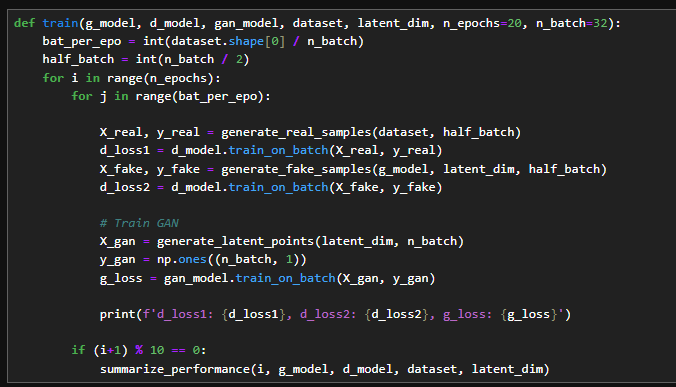 def train(g_model, d_model, gan_model, dataset, latent_dim, n_epochs=20, n_batch=32):
    bat_per_epo = int(dataset.shape[0] / n_batch)
    half_batch = int(n_batch / 2)
    for i in range(n_epochs):
        for j in range(bat_per_epo):

            X_real, y_real = generate_real_samples(dataset, half_batch)
            d_loss1 = d_model.train_on_batch(X_real, y_real)
            X_fake, y_fake = generate_fake_samples(g_model, latent_dim, half_batch)
            d_loss2 = d_model.train_on_batch(X_fake, y_fake)

            # Train GAN
            X_gan = generate_latent_points(latent_dim, n_batch)
            y_gan = np.ones((n_batch, 1))
            g_loss = gan_model.train_on_batch(X_gan, y_gan)

            print(f'd_loss1: {d_loss1}, d_loss2: {d_loss2}, g_loss: {g_loss}')

        if (i+1) % 10 == 0:
            summarize_performance(i, g_model, d_model, dataset, latent_dim)